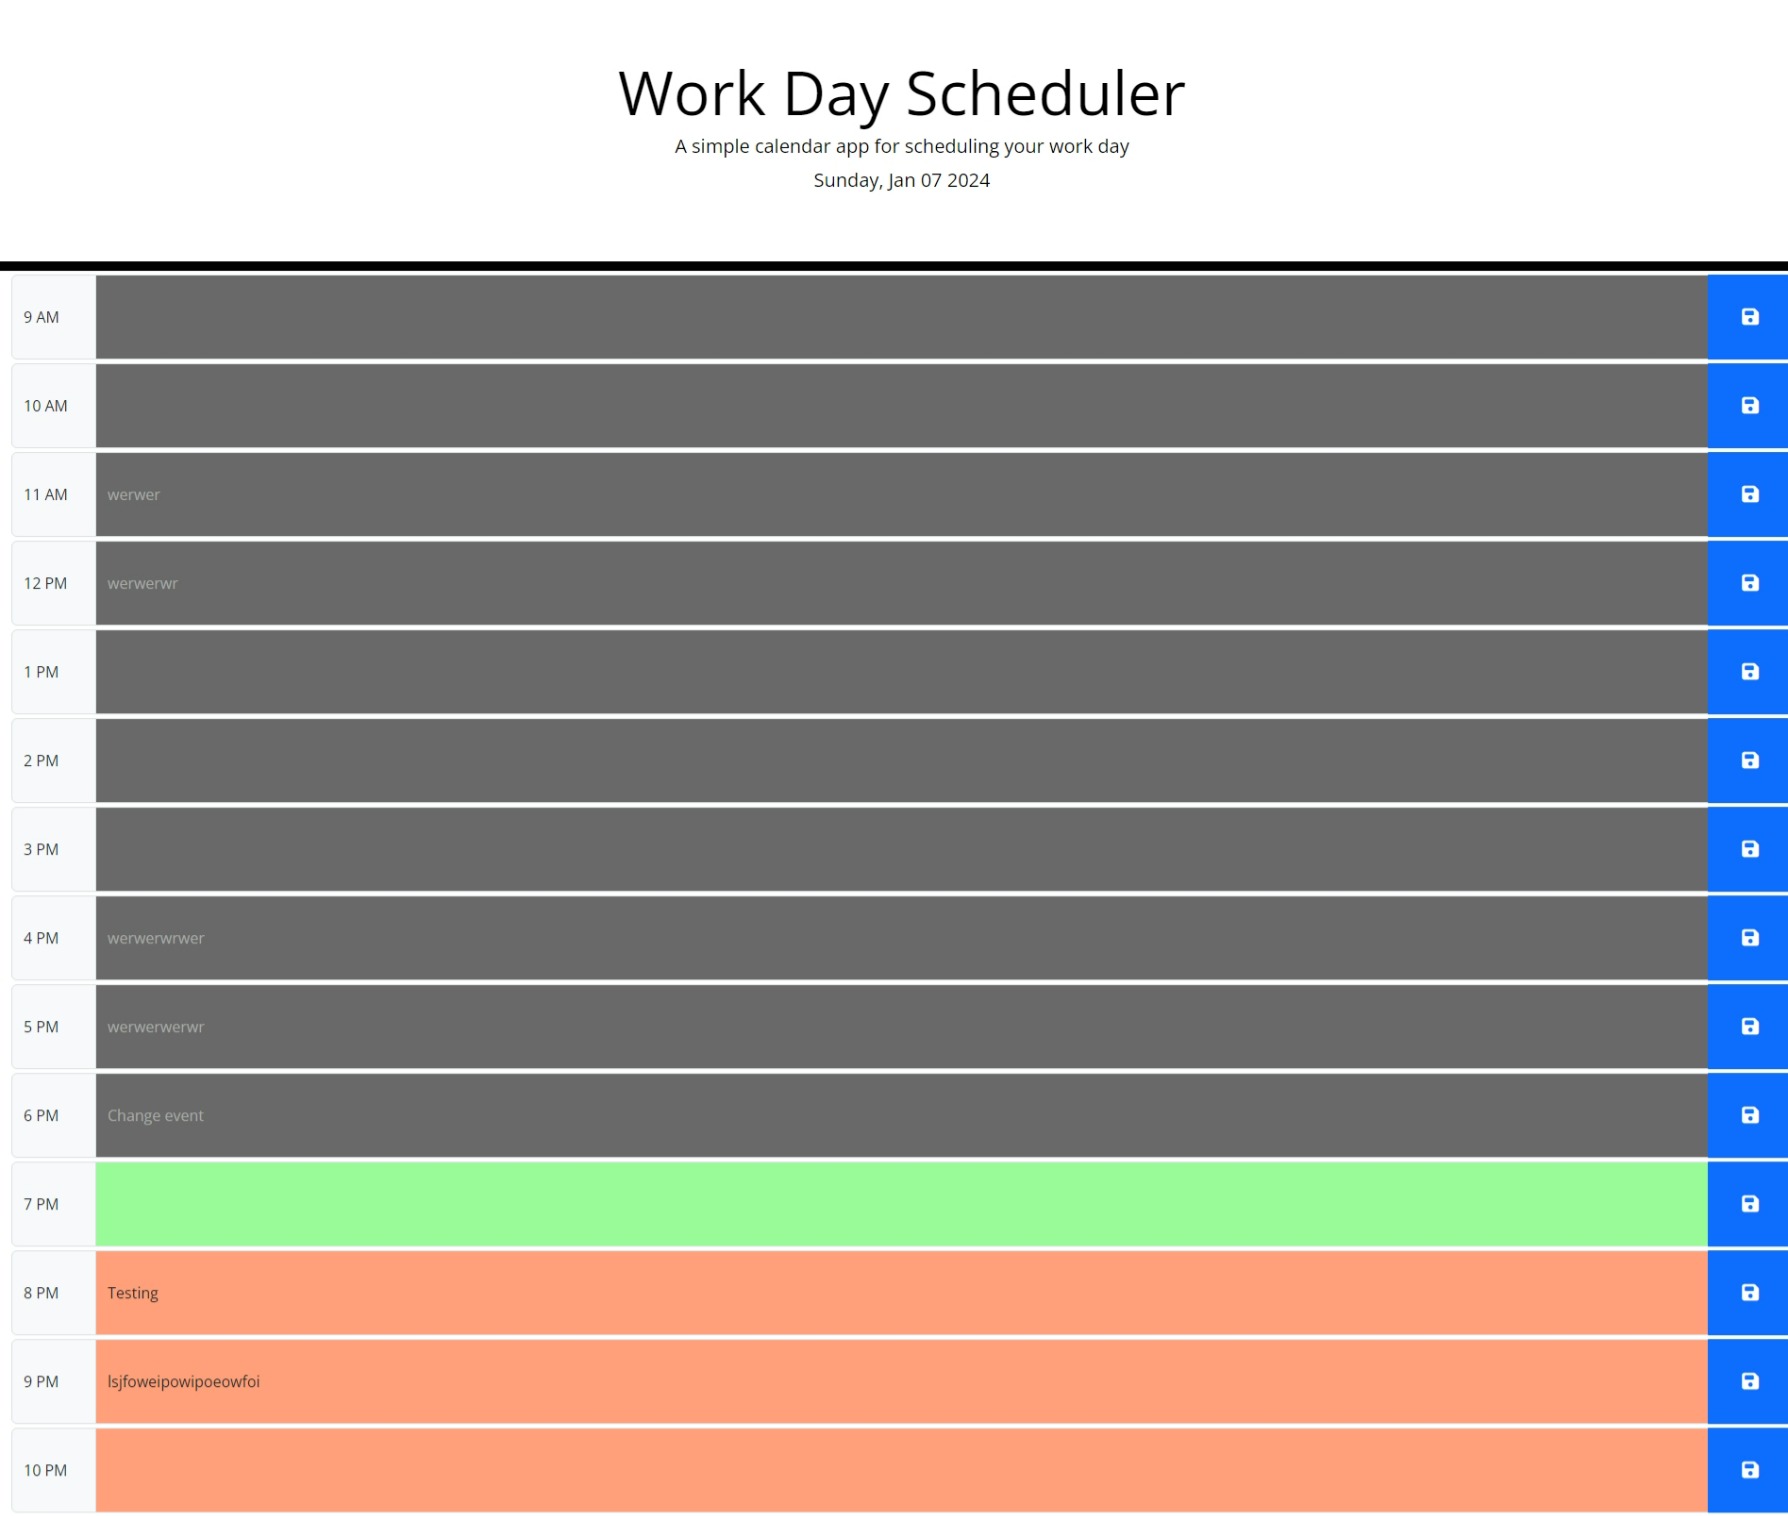 Work Day Scheduler
A simple calendar app for scheduling your work day
Sunday, Jan 07 2024
9 AM
10 AM
11 AM werwer
12 PM werwerwr
1 PM
2 PM
3 PM
4 PM werwerwrwer
5 PM werwerwerwr
6 PM Change event
7 PM
8 PM Testing
9 PM lsjfoweipowipoeowfoi
10 PM